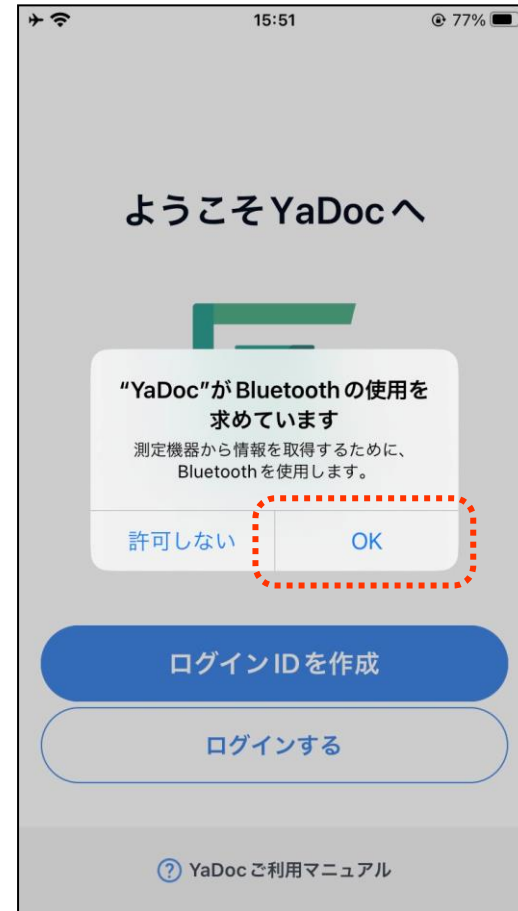 15:51
77%
ようこそYaDocへ
“YaDoc”がBluetoothの使用を
求めています
測定機器から情報を取得するために、
Bluetoothを使用します。
許可しない OK
ログインIDを作成
ログインする
? YaDocご利用マニュアル